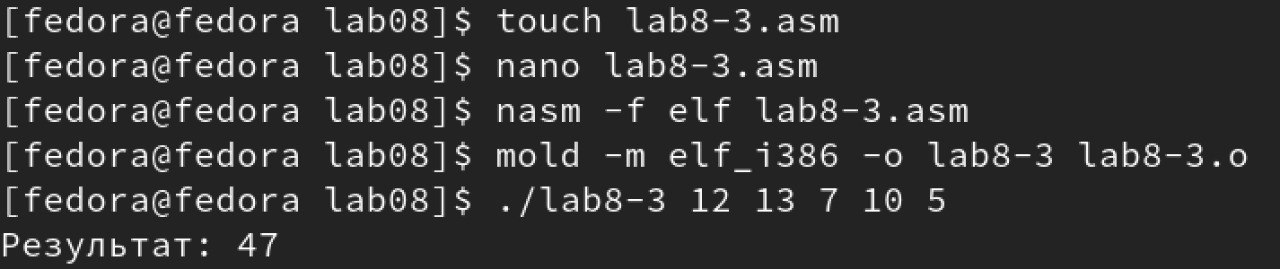 [fedora@fedora lab08]$ touch lab8-3.asm
[fedora@fedora lab08]$ nano lab8-3.asm
[fedora@fedora lab08]$ nasm -f elf lab8-3.asm
[fedora@fedora lab08]$ mold -m elf_i386 -o lab8-3 lab8-3.o
[fedora@fedora lab08]$ ./lab8-3 12 13 7 10 5
Результат: 47